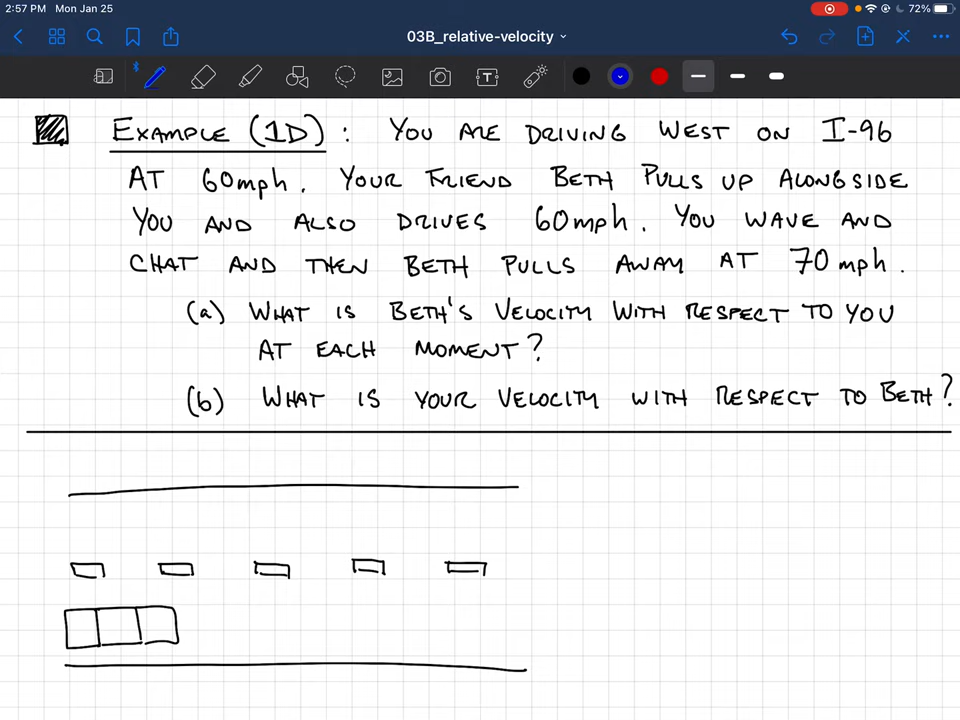 2:57 PM Mon Jan 25
72%
03B_relative-velocity
T
EXAMPLE (1D) : YOU ARE DRIVING WEST ON I-96
AT 60mph. YOUR FRIEND BETH PULLS UP ALONGSIDE
YOU AND ALSO DRIVES 60mph. YOU WAVE AND
CHAT AND THEN BETH PULLS AWAY AT 70 mph.
(a) WHAT IS BETH'S VELOCITY WITH RESPECT TO YOU
AT EACH MOMENT?
(b) WHAT IS YOUR VELOCITY WITH RESPECT TO BETH?